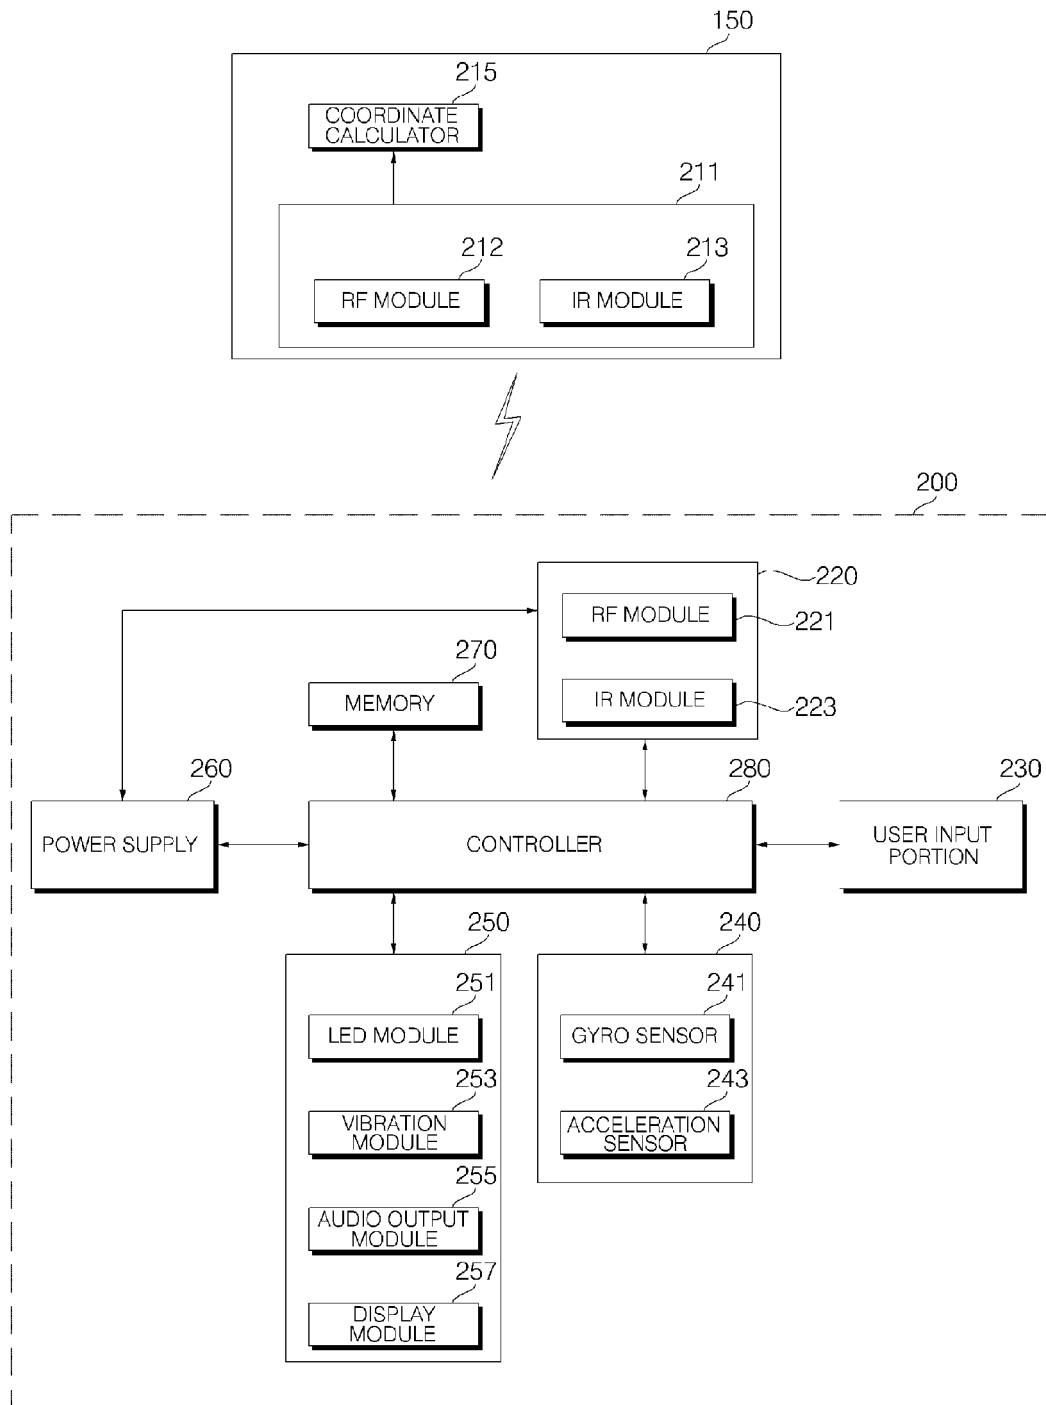 150
215
COORDINATE
CALCULATOR
211
212
213
RF MODULE
IR MODULE
200
220
RF MODULE
221
270
MEMORY
IR MODULE
223
260
280
230
POWER SUPPLY
CONTROLLER
USER INPUT
PORTION
250
240
251
241
LED MODULE
GYRO SENSOR
253
243
VIBRATION
MODULE
ACCELERATION
SENSOR
255
AUDIO OUTPUT
MODULE
257
DISPLAY
MODULE